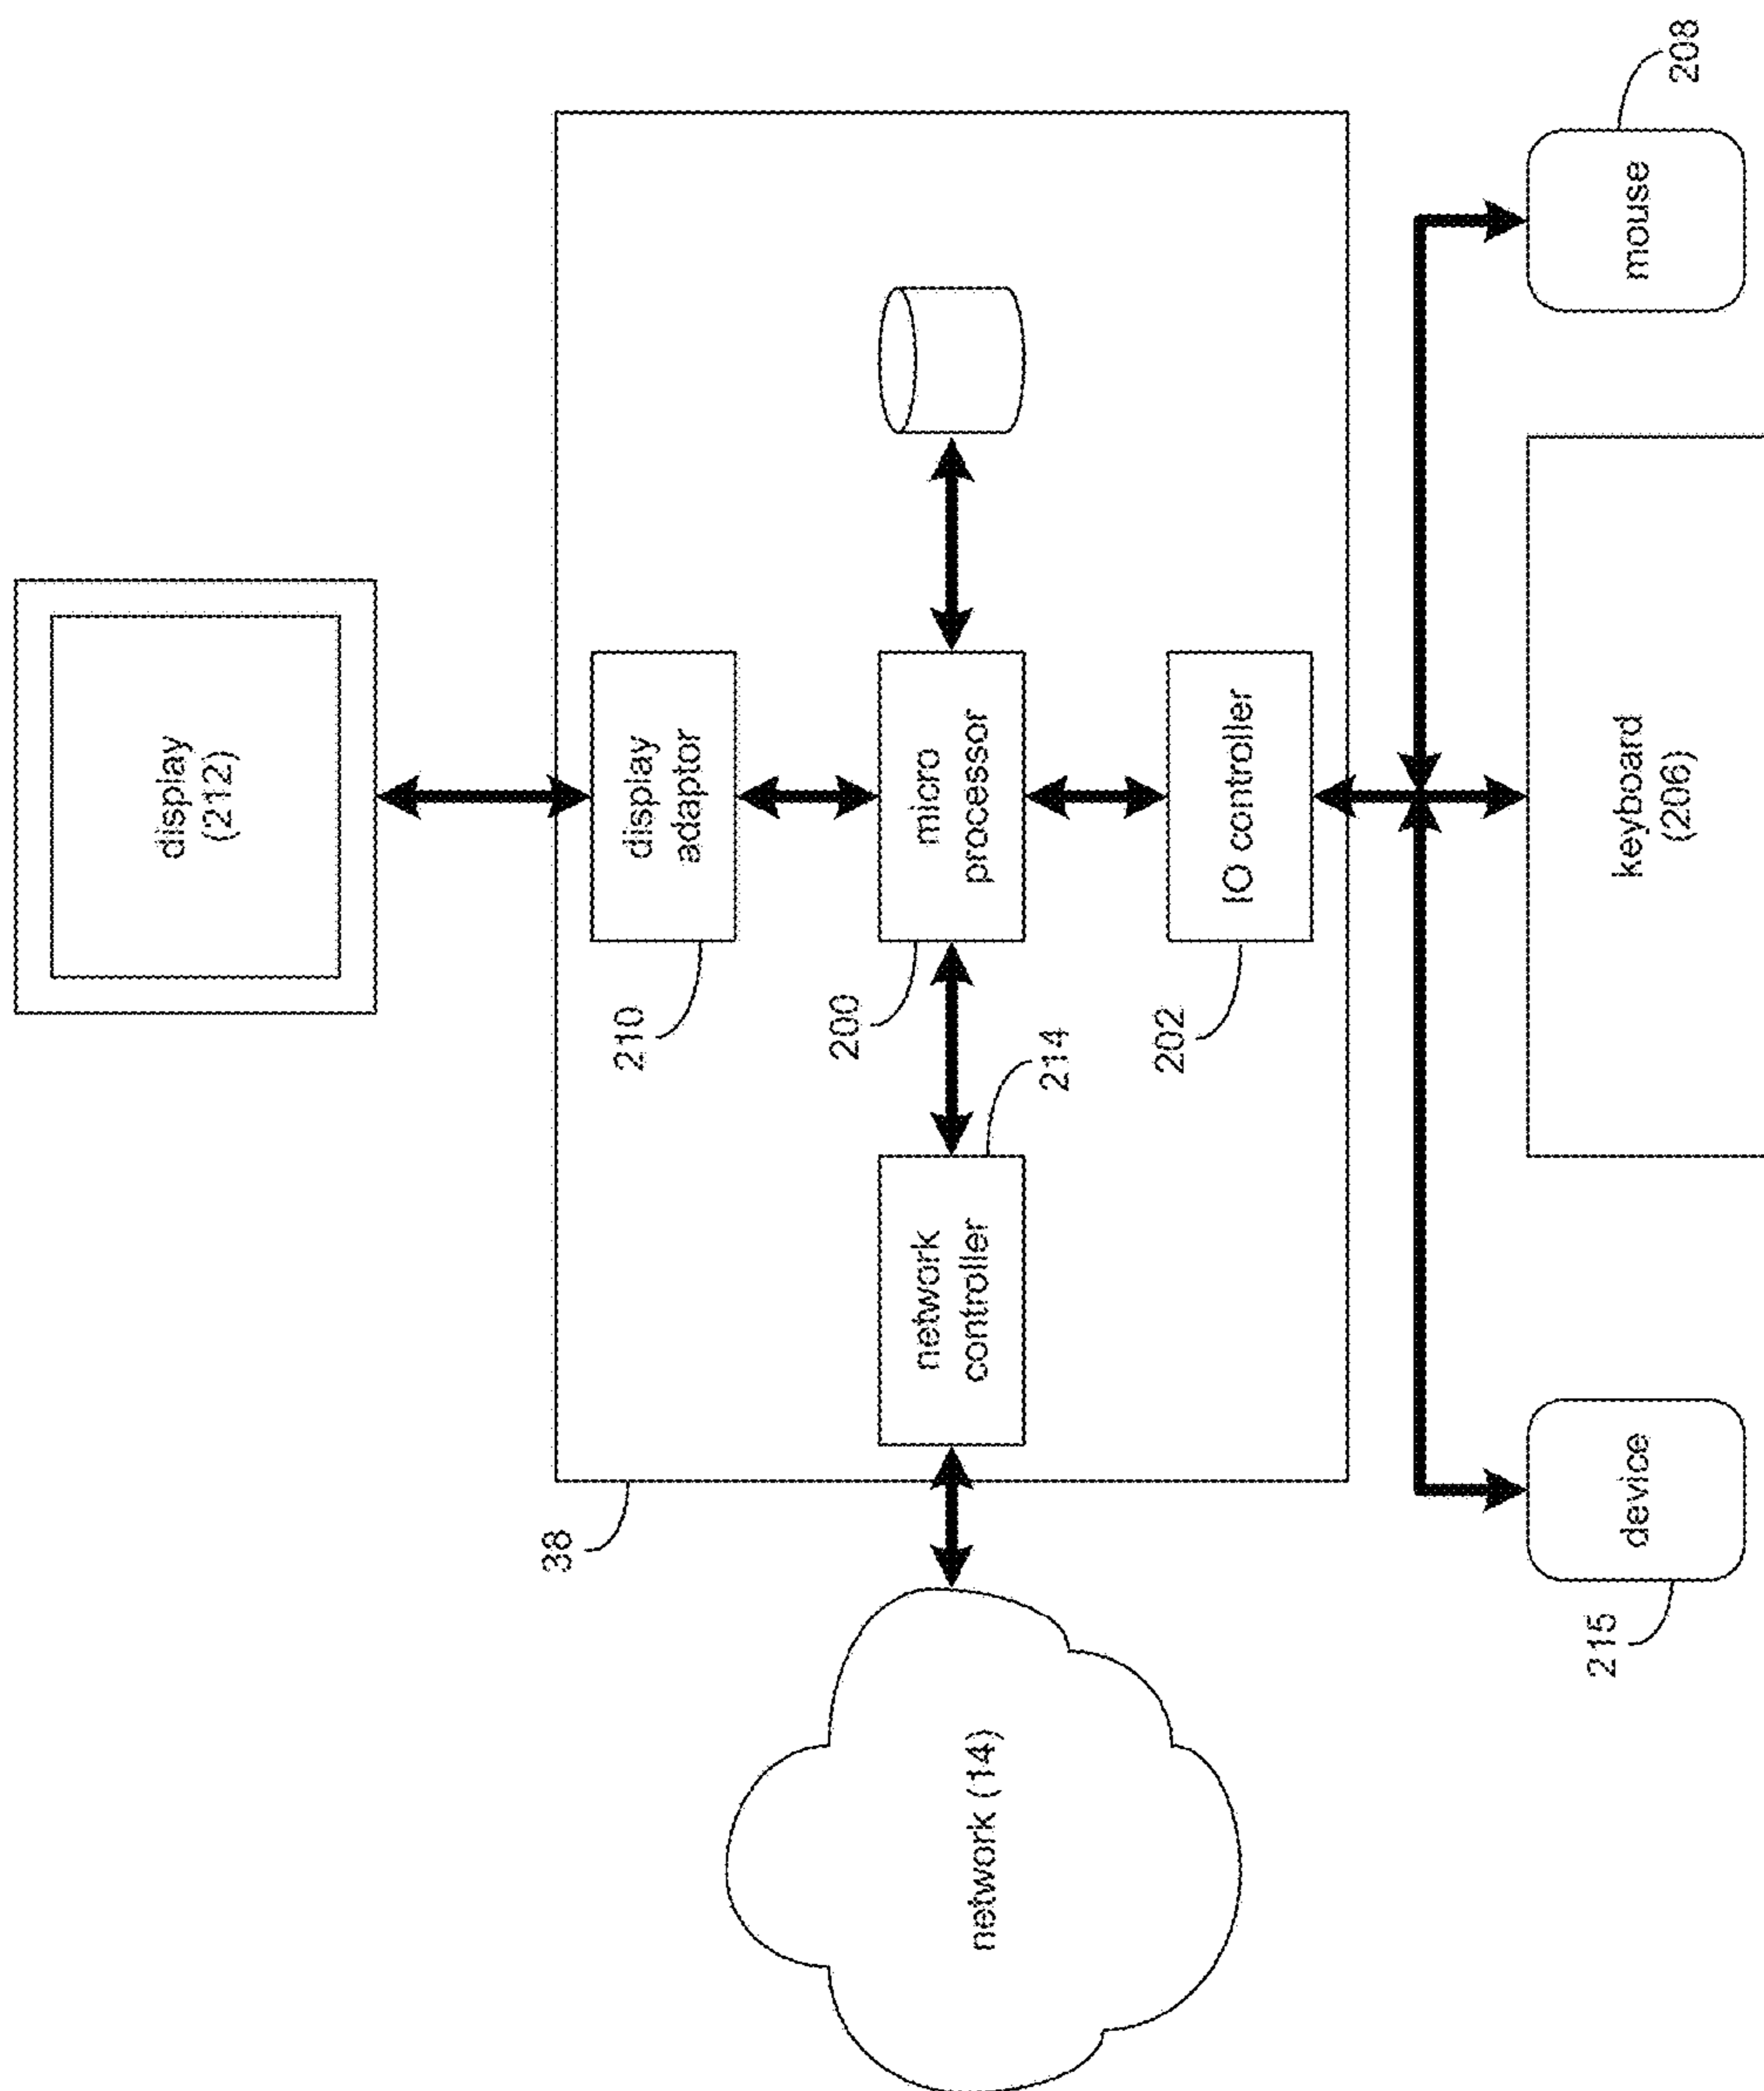 display
(212)
display
adaptor
210
micro
processor
200
network
controller
214
IO controller
202
38
network (14)
device
215
keyboard
(206)
mouse
208